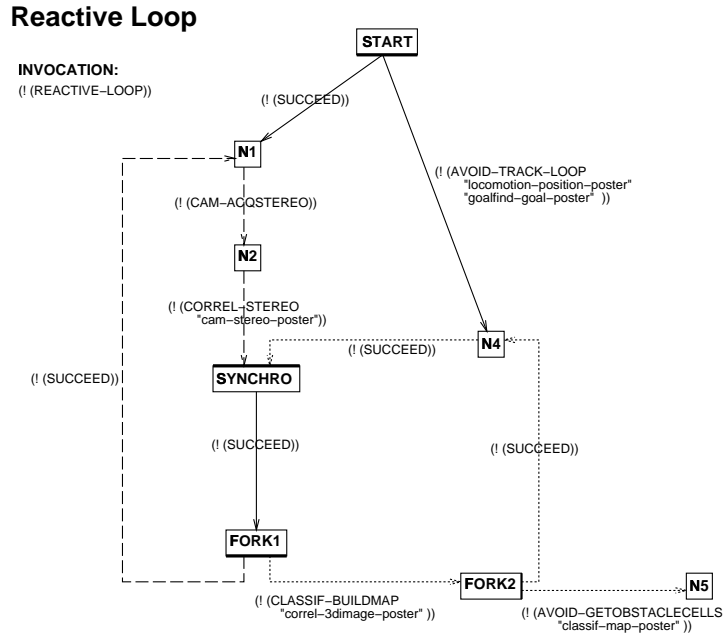 Reactive Loop
START
INVOCATION:
(! (REACTIVE−LOOP))
(! (SUCCEED))
N1
(! (AVOID−TRACK−LOOP
"locomotion−position−poster"
"goalfind−goal−poster" ))
(! (CAM−ACQSTEREO))
N2
(! (CORREL−STEREO
"cam−stereo−poster"))
(! (SUCCEED))
N4
(! (SUCCEED))
SYNCHRO
(! (SUCCEED))
(! (SUCCEED))
FORK1
FORK2
N5
(! (CLASSIF−BUILDMAP
"correl−3dimage−poster" ))
(! (AVOID−GETOBSTACLECELLS
"classif−map−poster" ))